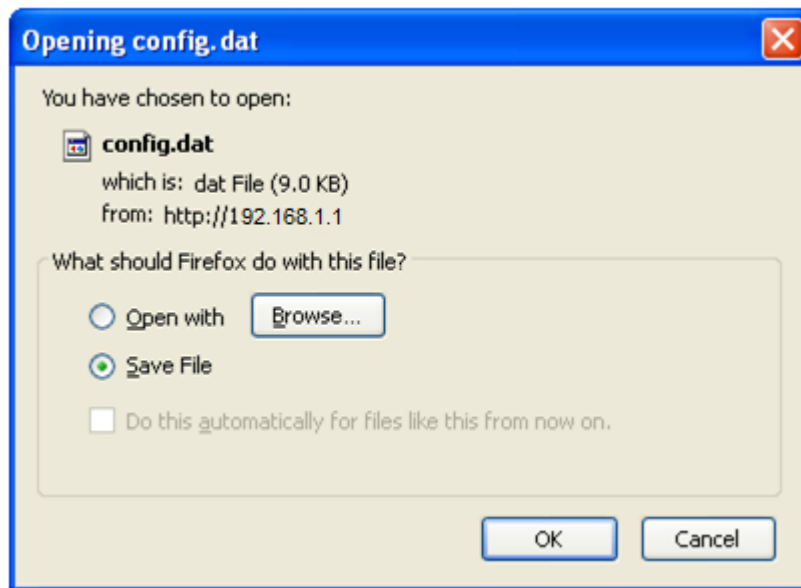 Opening config.dat
You have chosen to open:
config.dat
which is: dat File (9.0 KB)
from: http://192.168.1.1
What should Firefox do with this file?
Open with Browse...
Save File
Do this automatically for files like this from now on.
OK Cancel